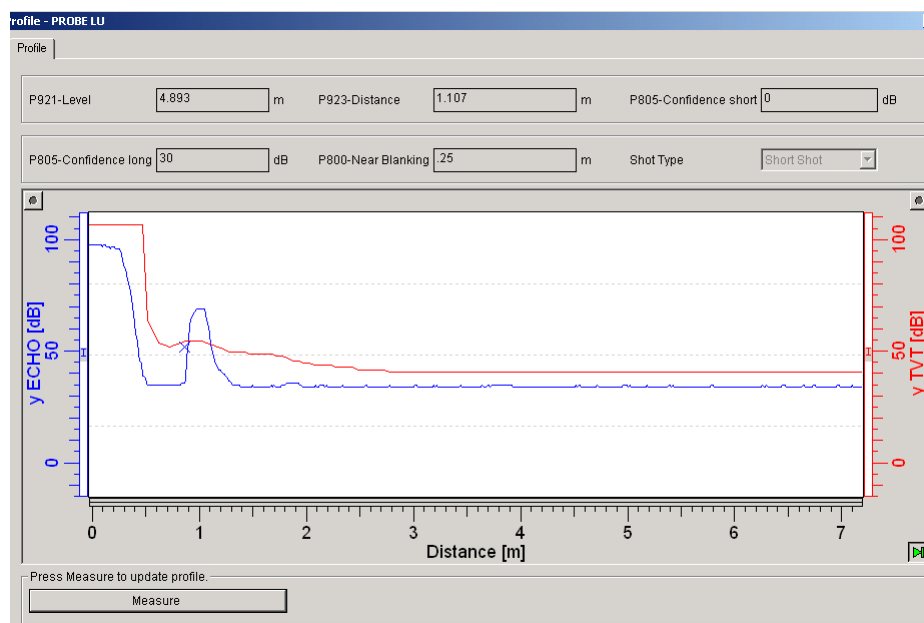 rofile - PROBE LU
Profile
P921-Level 4.893 m P923-Distance 1.107 m P805-Confidence short 0 dB
P805-Confidence long 30 dB P800-Near Blanking .25 m Shot Type Short Shot
100
50
0
y ECHO [dB]
100
50
0
y TVT [dB]
0 1 2 3 4 5 6 7
Distance [m]
Press Measure to update profile.
Measure